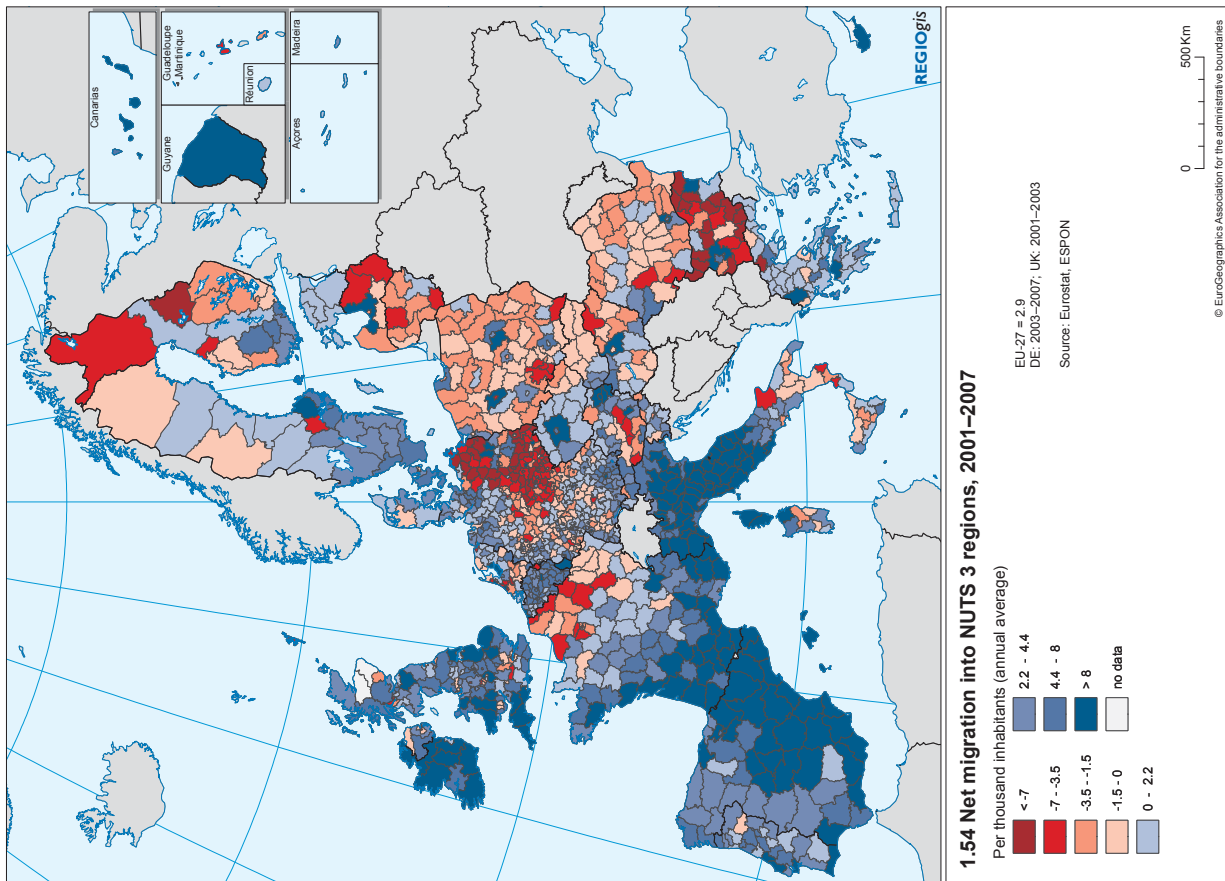 Canarias
Guyane
Guadeloupe
Martinique
Réunion
Açores
Madeira
REGIOgis
1.54 Net migration into NUTS 3 regions, 2001–2007
Per thousand inhabitants (annual average)
< -7
-7 - -3.5
-3.5 - -1.5
-1.5 - 0
0 - 2.2
2.2 - 4.4
4.4 - 8
> 8
no data
EU-27 = 2.9
DE: 2003–2007; UK: 2001–2003
Source: Eurostat, ESPON
0 500 Km
© EuroGeographics Association for the administrative boundaries